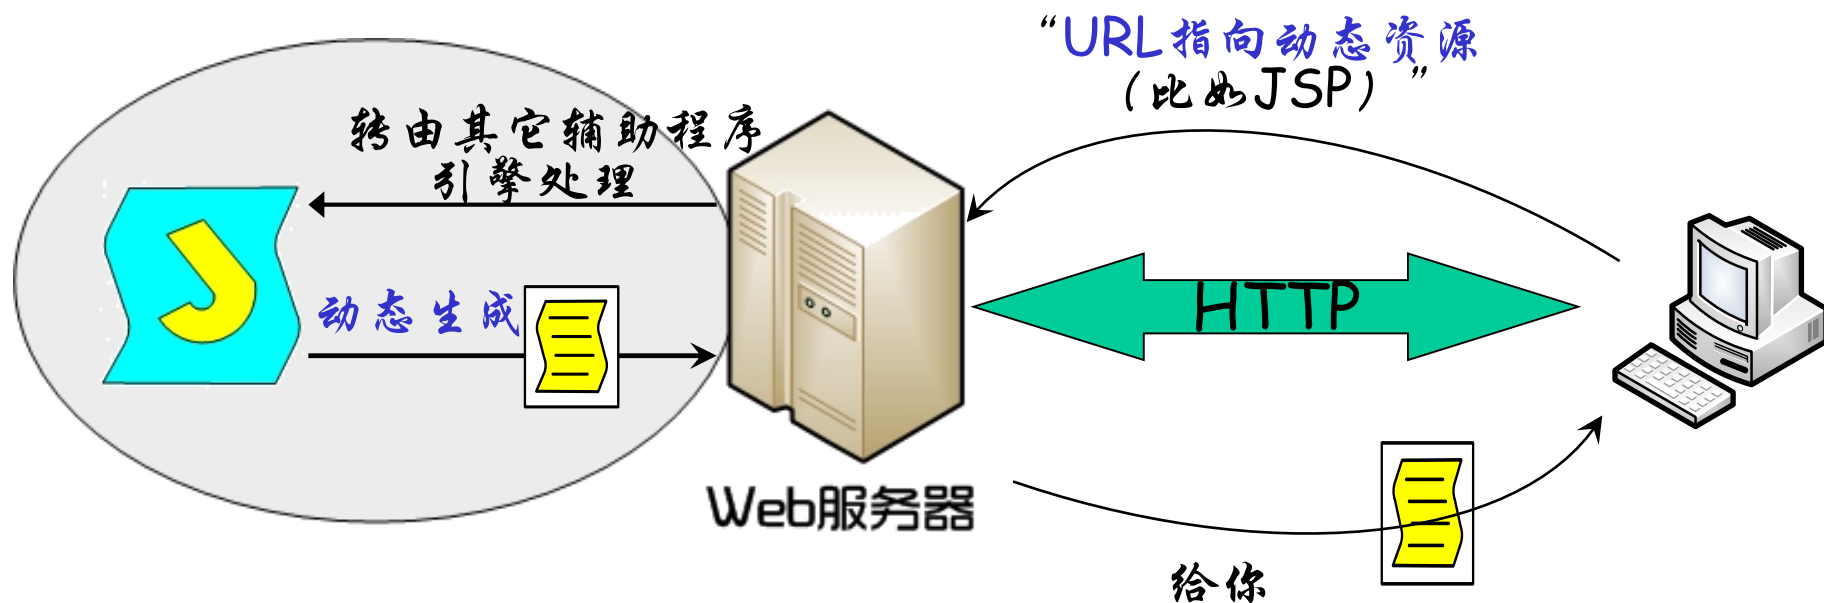 “URL指向动态资源
（比如JSP）”
转由其它辅助程序
引擎处理
J
动态生成
HTTP
Web服务器
给你